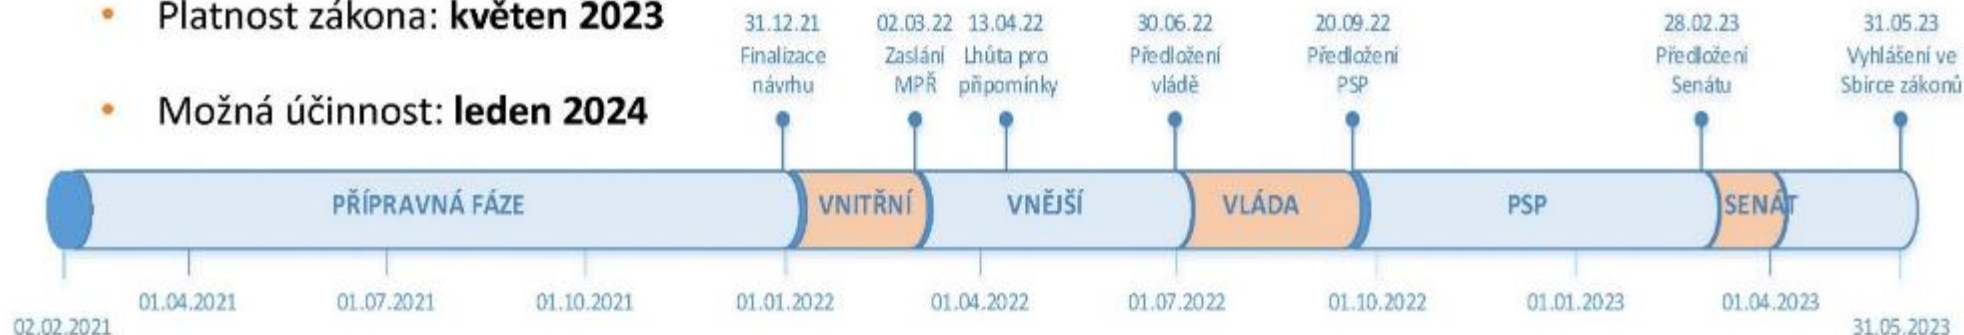 • Platnost zákona: květen 2023
• Možná účinnost: leden 2024
31.12.21
Finalizace
návrhu
02.03.22
Zaslání
MPŘ
13.04.22
Lhůta pro
připomínky
30.06.22
Předložení
vládě
20.09.22
Předložení
PSP
28.02.23
Předložení
Senátu
31.05.23
Vyhlášení ve
Sbírce zákonů
PŘÍPRAVNÁ FÁZE
VNITŘNÍ
VNĚJŠÍ
VLÁDA
PSP
SENÁT
02.02.2021
01.04.2021
01.07.2021
01.10.2021
01.01.2022
01.04.2022
01.07.2022
01.10.2022
01.01.2023
01.04.2023
31.05.2023